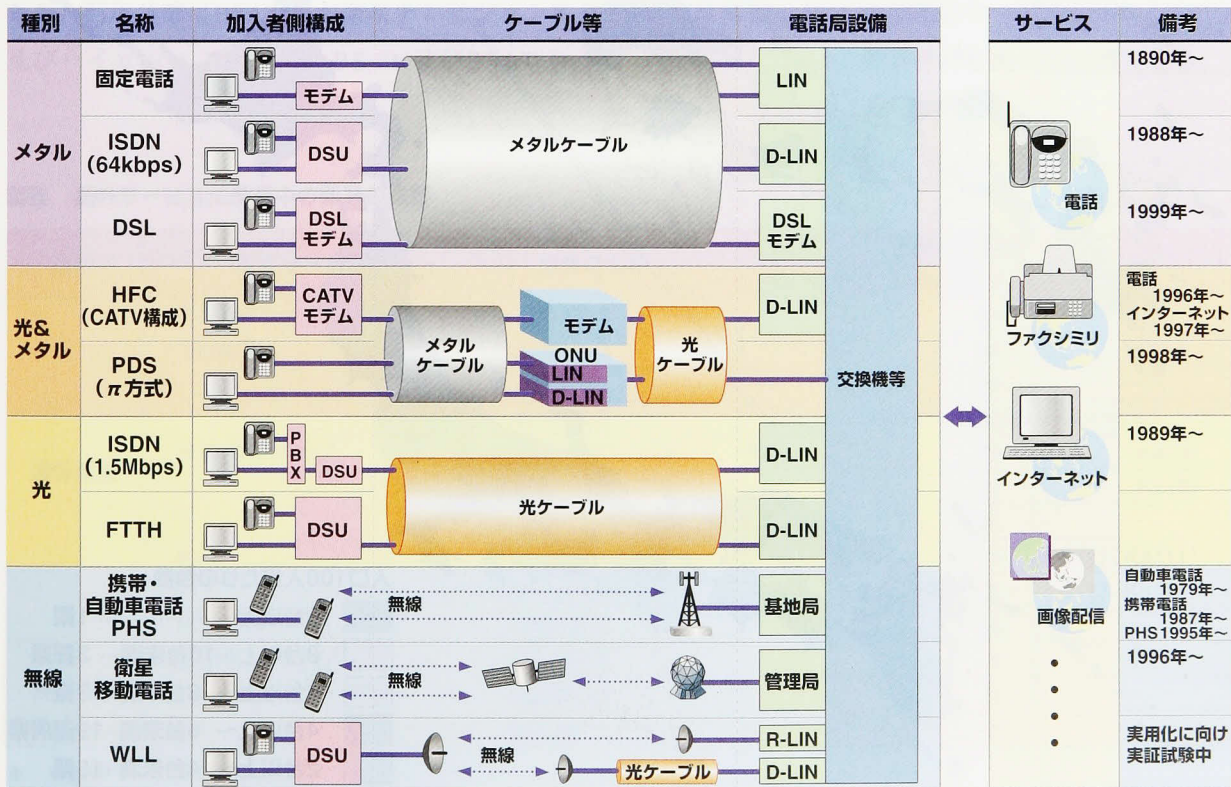 種別 名称 加入者側構成 ケーブル等 電話局設備 サービス 備考
メタル
固定電話
モデム
LIN
1890年～
ISDN
(64kbps)
DSU
D-LIN
1988年～
メタルケーブル
DSL
DSL
モデム
DSL
モデム
1999年～
光&
メタル
HFC
(CATV構成)
CATV
モデム
モデム
D-LIN
電話
1996年～
インターネット
1997年～
メタル
ケーブル
光
ケーブル
PDS
(π方式)
ONU
LIN
D-LIN
1998年～
交換機等
光
ISDN
(1.5Mbps)
PBX
DSU
D-LIN
1989年～
光ケーブル
FTTH
DSU
D-LIN
無線
携帯・
自動車電話
PHS
無線
基地局
自動車電話
1979年～
携帯電話
1987年～
PHS1995年～
衛星
移動電話
無線
管理局
1996年～
WLL
DSU
無線
光ケーブル
R-LIN
D-LIN
実用化に向け
実証試験中
電話
ファクシミリ
インターネット
画像配信